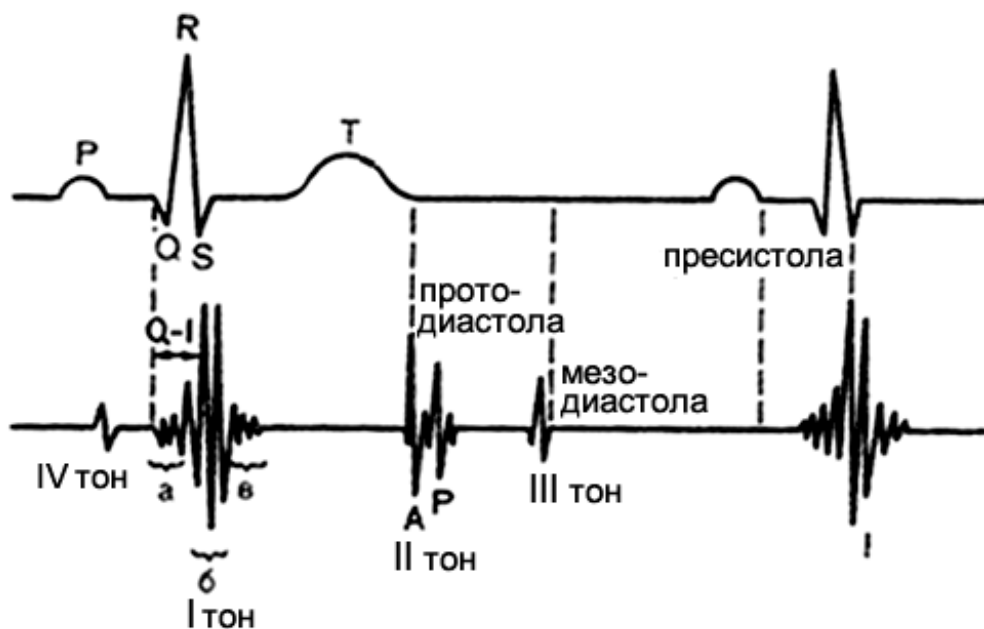 R
P
T
Q
S
пресистола
прото-
диастола
Q-I
мезо-
диастола
IV тон
а
в
A
P
III тон
II тон
б
I тон
I